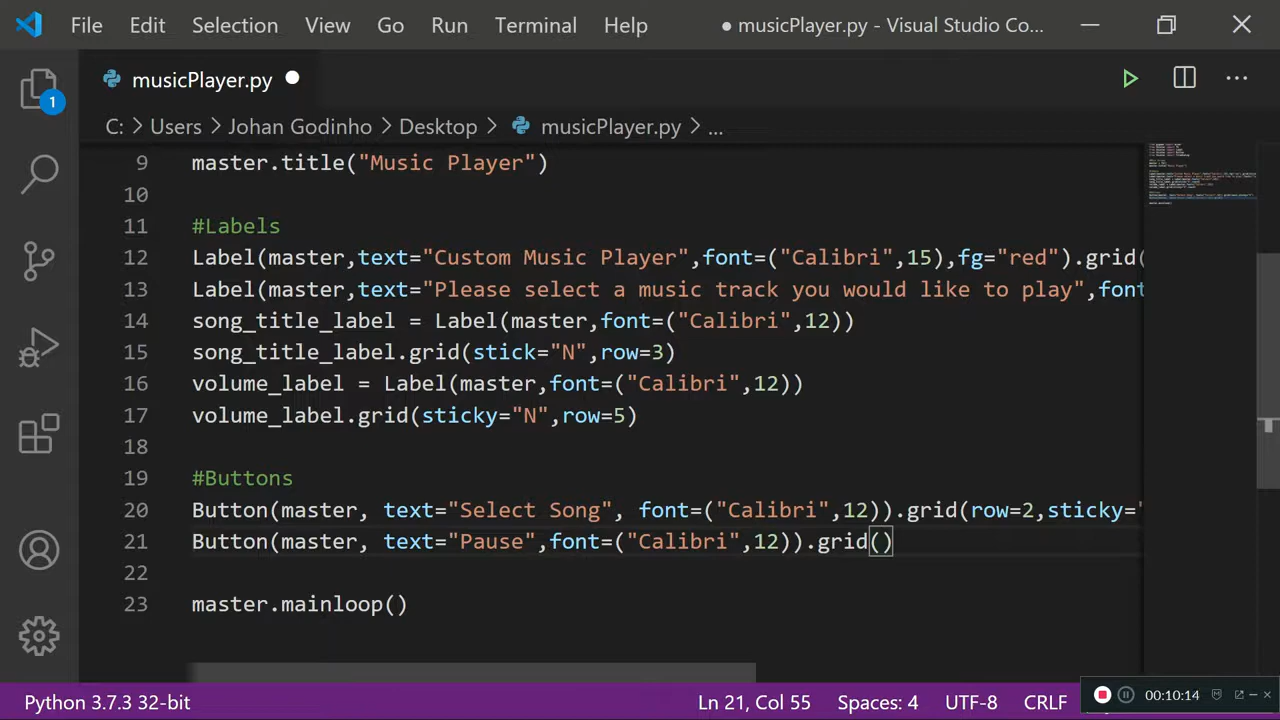 File Edit Selection View Go Run Terminal Help ● musicPlayer.py - Visual Studio Co...
musicPlayer.py ●
C: > Users > Johan Godinho > Desktop > musicPlayer.py > ...
1
9 master.title("Music Player")
10
11 #Labels
12 Label(master,text="Custom Music Player",font=("Calibri",15),fg="red").grid(
13 Label(master,text="Please select a music track you would like to play",font
14 song_title_label = Label(master,font=("Calibri",12))
15 song_title_label.grid(stick="N",row=3)
16 volume_label = Label(master,font=("Calibri",12))
17 volume_label.grid(sticky="N",row=5)
18
19 #Buttons
20 Button(master, text="Select Song", font=("Calibri",12)).grid(row=2,sticky="
21 Button(master, text="Pause",font=("Calibri",12)).grid()
22
23 master.mainloop()
Python 3.7.3 32-bit Ln 21, Col 55 Spaces: 4 UTF-8 CRLF 00:10:14